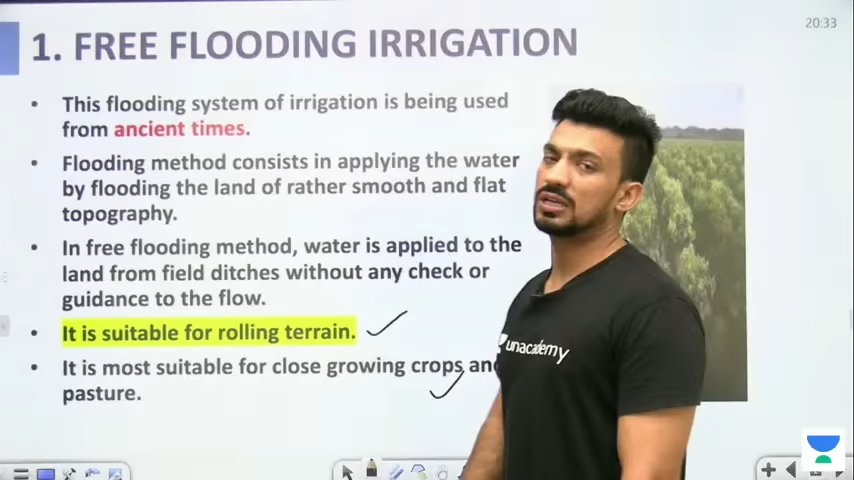 20:33
1. FREE FLOODING IRRIGATION
• This flooding system of irrigation is being used
from ancient times.
• Flooding method consists in applying the water
by flooding the land of rather smooth and flat
topography.
• In free flooding method, water is applied to the
land from field ditches without any check or
guidance to the flow.
• It is suitable for rolling terrain.
• It is most suitable for close growing crops and
pasture.
unacademy